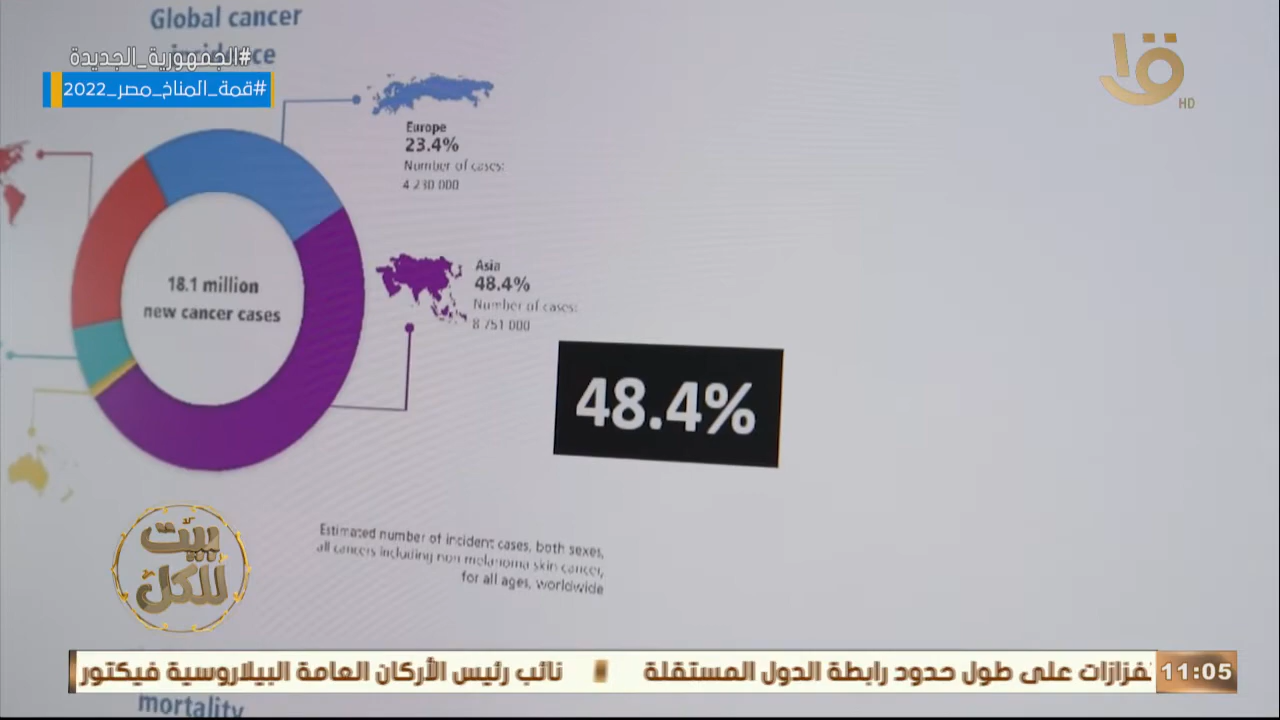 Global cancer
incidence
#الجمهورية_الجديدة
#قمة_المناخ_مصر_2022
HD
Europe
23.4%
Number of cases:
4 230 000
18.1 million
new cancer cases
Asia
48.4%
Number of cases:
8 751 000
48.4%
Estimated number of incident cases, both sexes,
all cancers including non melanoma skin cancer,
for all ages, worldwide
بيت
للكل
على طول حدود رابطة الدول المستقلة
نائب رئيس الأركان العامة البيلاروسية فيكتور
11:05
mortality